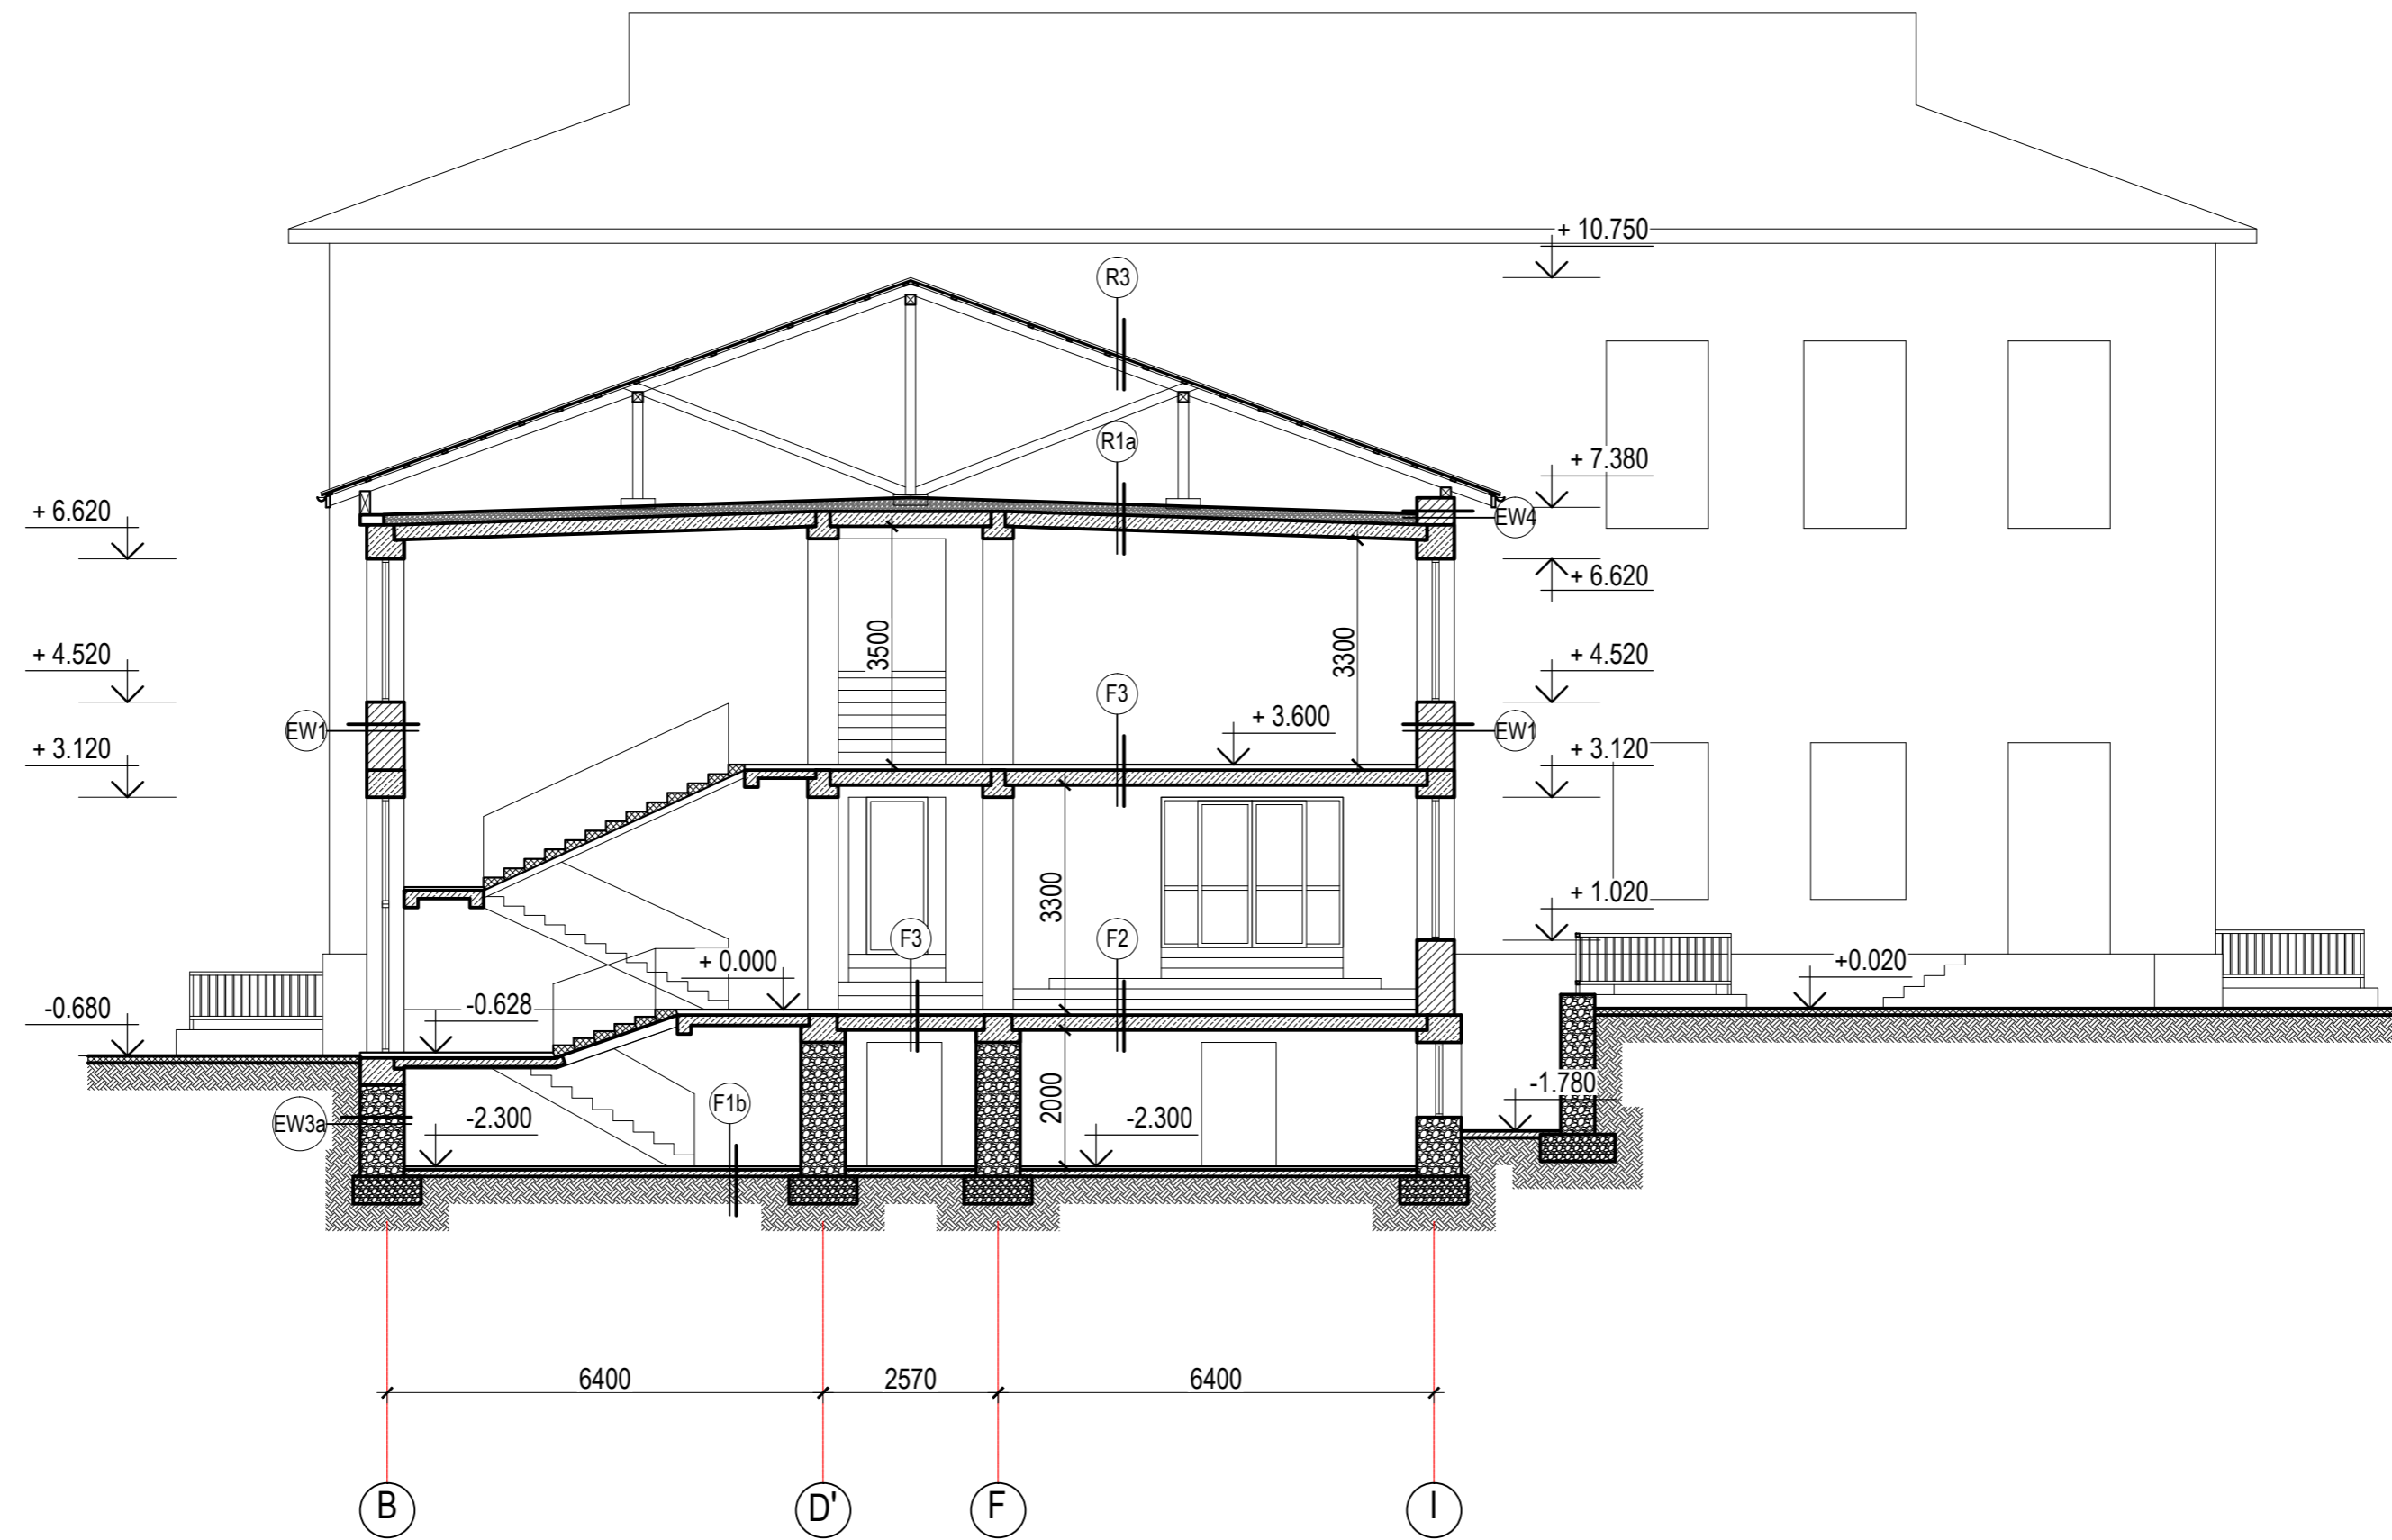 + 10.750
R3
R1a
+ 7.380
+ 6.620
EW4
+ 6.620
3500
3300
+ 4.520
+ 4.520
F3
+ 3.600
EW1
EW1
+ 3.120
+ 3.120
3300
+ 1.020
F3
F2
+ 0.000
+0.020
-0.628
-0.680
-1.780
2000
F1b
EW3a
-2.300
-2.300
6400
2570
6400
B
D'
F
I